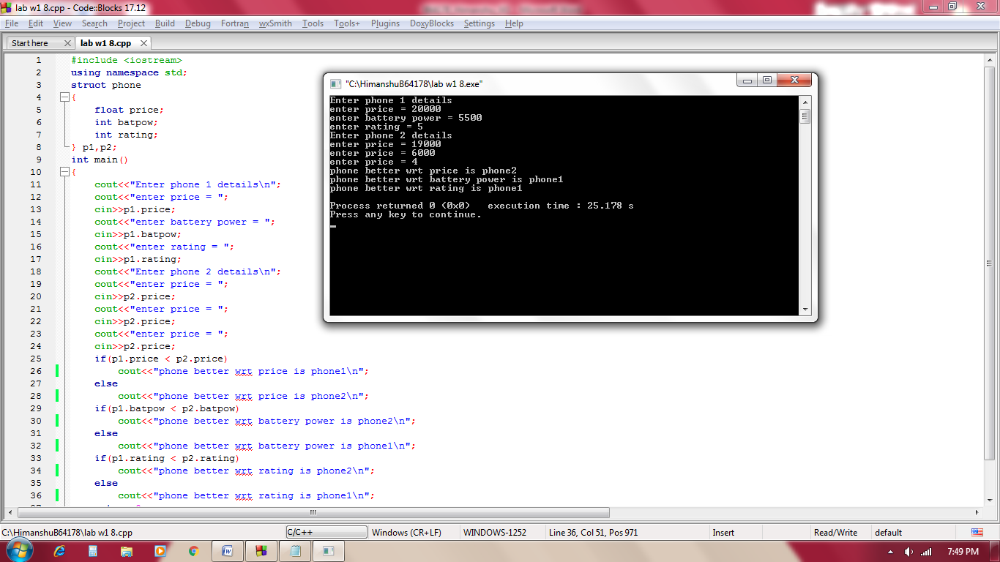 lab w1 8.cpp - Code::Blocks 17.12
File Edit View Search Project Build Debug Fortran wxSmith Tools Tools+ Plugins DoxyBlocks Settings Help
Start here lab w1 8.cpp
1 #include <iostream>
2 using namespace std;
3 struct phone
4 {
5 float price;
6 int batpow;
7 int rating;
8 } p1,p2;
9 int main()
10 {
11 cout<<"Enter phone 1 details\n";
12 cout<<"enter price = ";
13 cin>>p1.price;
14 cout<<"enter battery power = ";
15 cin>>p1.batpow;
16 cout<<"enter rating = ";
17 cin>>p1.rating;
18 cout<<"Enter phone 2 details\n";
19 cout<<"enter price = ";
20 cin>>p2.price;
21 cout<<"enter price = ";
22 cin>>p2.price;
23 cout<<"enter price = ";
24 cin>>p2.price;
25 if(p1.price < p2.price)
26 cout<<"phone better wrt price is phone1\n";
27 else
28 cout<<"phone better wrt price is phone2\n";
29 if(p1.batpow < p2.batpow)
30 cout<<"phone better wrt battery power is phone2\n";
31 else
32 cout<<"phone better wrt battery power is phone1\n";
33 if(p1.rating < p2.rating)
34 cout<<"phone better wrt rating is phone2\n";
35 else
36 cout<<"phone better wrt rating is phone1\n";
"C:\HimanshuB64178\lab w1 8.exe"
Enter phone 1 details
enter price = 20000
enter battery power = 5500
enter rating = 5
Enter phone 2 details
enter price = 19000
enter price = 6000
enter price = 4
phone better wrt price is phone2
phone better wrt battery power is phone1
phone better wrt rating is phone1
Process returned 0 (0x0) execution time : 25.178 s
Press any key to continue.
C:\HimanshuB64178\lab w1 8.cpp C/C++ Windows (CR+LF) WINDOWS-1252 Line 36, Col 51, Pos 971 Insert Read/Write default
7:49 PM